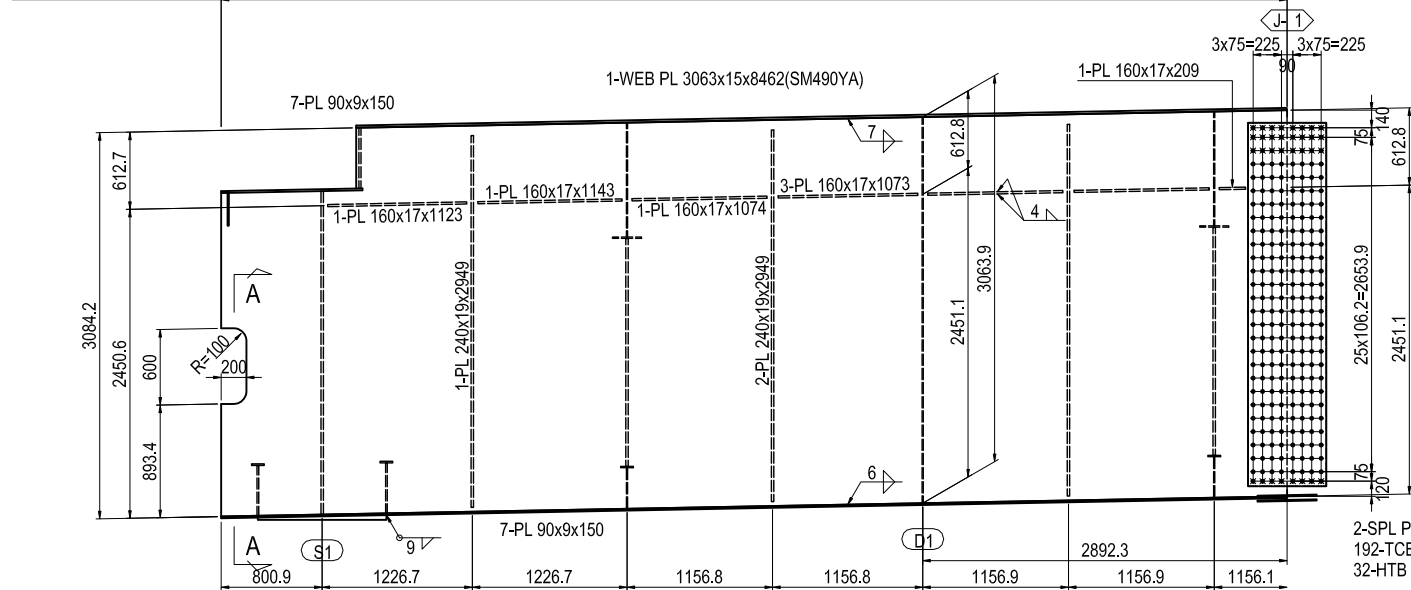 J- 1
3x75=225 3x75=225
90
1-WEB PL 3063x15x8462(SM490YA)
1-PL 160x17x209
7-PL 90x9x150
140
75
612.8
7
612.8
612.7
3-PL 160x17x1073
1-PL 160x17x1143
1-PL 160x17x1123
1-PL 160x17x1074
4
A
1-PL 240x19x2949
2-PL 240x19x2949
2451.1
3063.9
25x106.2=2653.9
2451.1
3084.2
2450.6
600
R=100
200
893.4
6
75
120
7-PL 90x9x150
A
S1
9
D1
2892.3
2-SPL P
192-TCB
32-HTB
800.9 1226.7 1226.7 1156.8 1156.8 1156.9 1156.9 1156.1